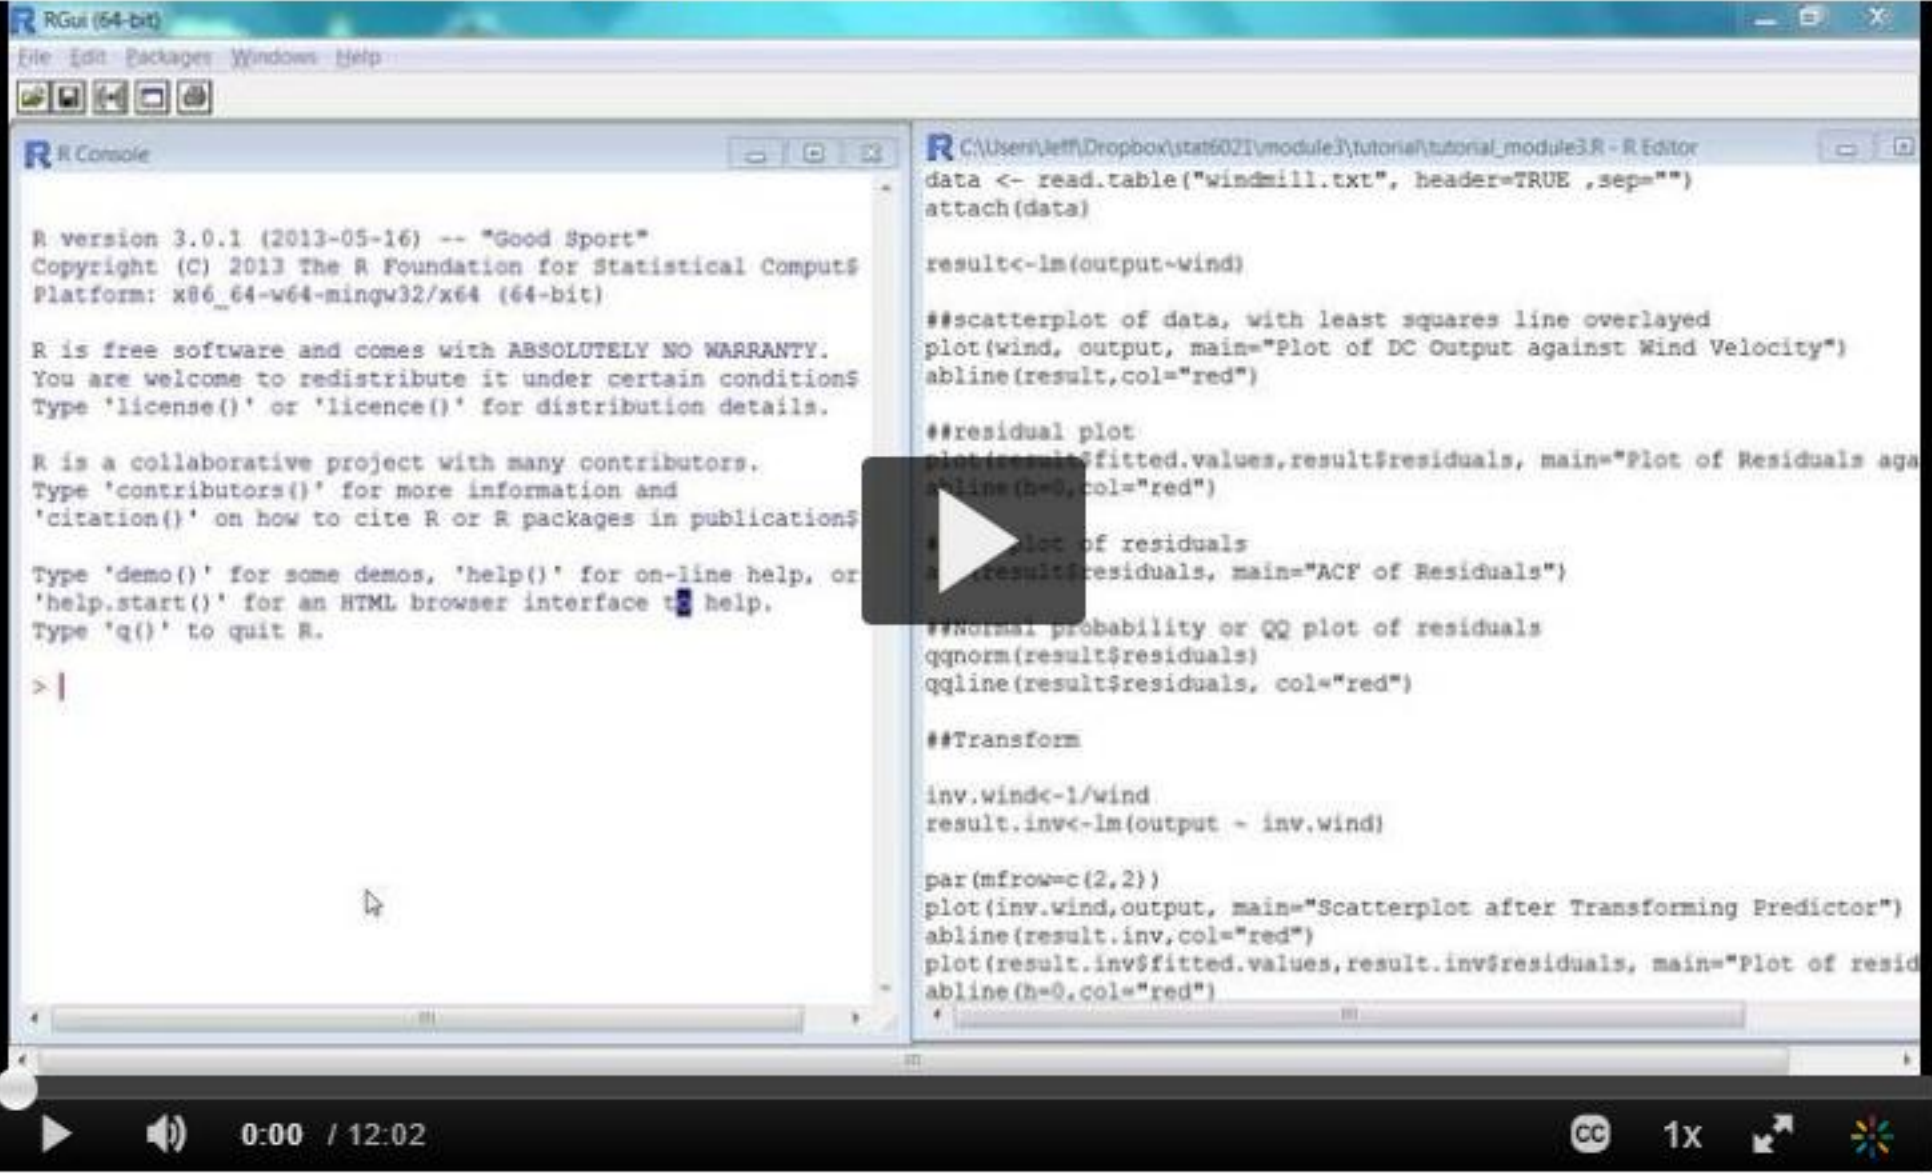 RGui (64-bit)
File Edit Packages Windows Help
R Console
R version 3.0.1 (2013-05-16) -- "Good Sport"
Copyright (C) 2013 The R Foundation for Statistical Comput$
Platform: x86_64-w64-mingw32/x64 (64-bit)
R is free software and comes with ABSOLUTELY NO WARRANTY.
You are welcome to redistribute it under certain condition$
Type 'license()' or 'licence()' for distribution details.
R is a collaborative project with many contributors.
Type 'contributors()' for more information and
'citation()' on how to cite R or R packages in publication$
Type 'demo()' for some demos, 'help()' for on-line help, or
'help.start()' for an HTML browser interface to help.
Type 'q()' to quit R.
>
C:\Users\Jeff\Dropbox\stat6021\module3\tutorial\tutorial_module3.R - R Editor
data <- read.table("windmill.txt", header=TRUE ,sep="")
attach(data)
result<-lm(output~wind)
##scatterplot of data, with least squares line overlayed
plot(wind, output, main="Plot of DC Output against Wind Velocity")
abline(result,col="red")
##residual plot
plot(result$fitted.values,result$residuals, main="Plot of Residuals aga
abline(h=0,col="red")
plot of residuals
(result$residuals, main="ACF of Residuals")
##Normal probability or QQ plot of residuals
qqnorm(result$residuals)
qqline(result$residuals, col="red")
##Transform
inv.wind<-1/wind
result.inv<-lm(output ~ inv.wind)
par(mfrow=c(2,2))
plot(inv.wind,output, main="Scatterplot after Transforming Predictor")
abline(result.inv,col="red")
plot(result.inv$fitted.values,result.inv$residuals, main="Plot of resid
abline(h=0,col="red")
0:00 / 12:02
CC
1x